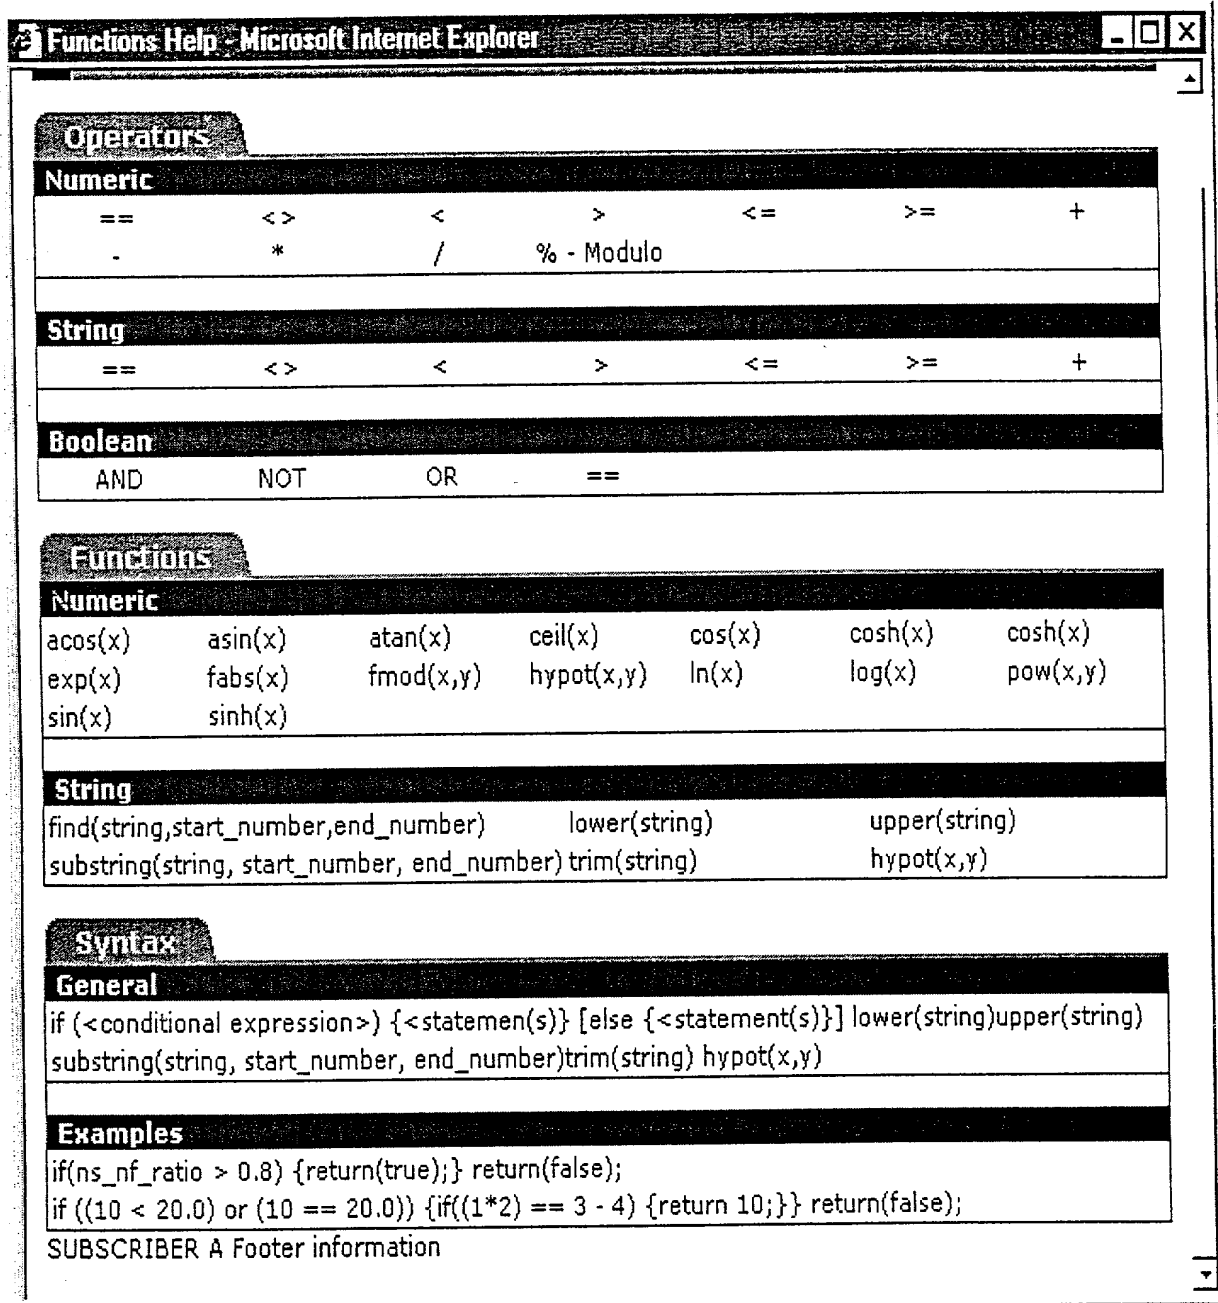 Functions Help - Microsoft Internet Explorer
Operators
Numeric
== <> < > <= >= +
- * / % - Modulo
String
== <> < > <= >= +
Boolean
AND NOT OR ==
Functions
Numeric
acos(x) asin(x) atan(x) ceil(x) cos(x) cosh(x) cosh(x)
exp(x) fabs(x) fmod(x,y) hypot(x,y) ln(x) log(x) pow(x,y)
sin(x) sinh(x)
String
find(string,start_number,end_number) lower(string) upper(string)
substring(string, start_number, end_number) trim(string) hypot(x,y)
Syntax
General
if (<conditional expression>) {<statemen(s)} [else {<statement(s)}] lower(string)upper(string)
substring(string, start_number, end_number)trim(string) hypot(x,y)
Examples
if(ns_nf_ratio > 0.8) {return(true);} return(false);
if ((10 < 20.0) or (10 == 20.0)) {if((1*2) == 3 - 4) {return 10;}} return(false);
SUBSCRIBER A Footer information